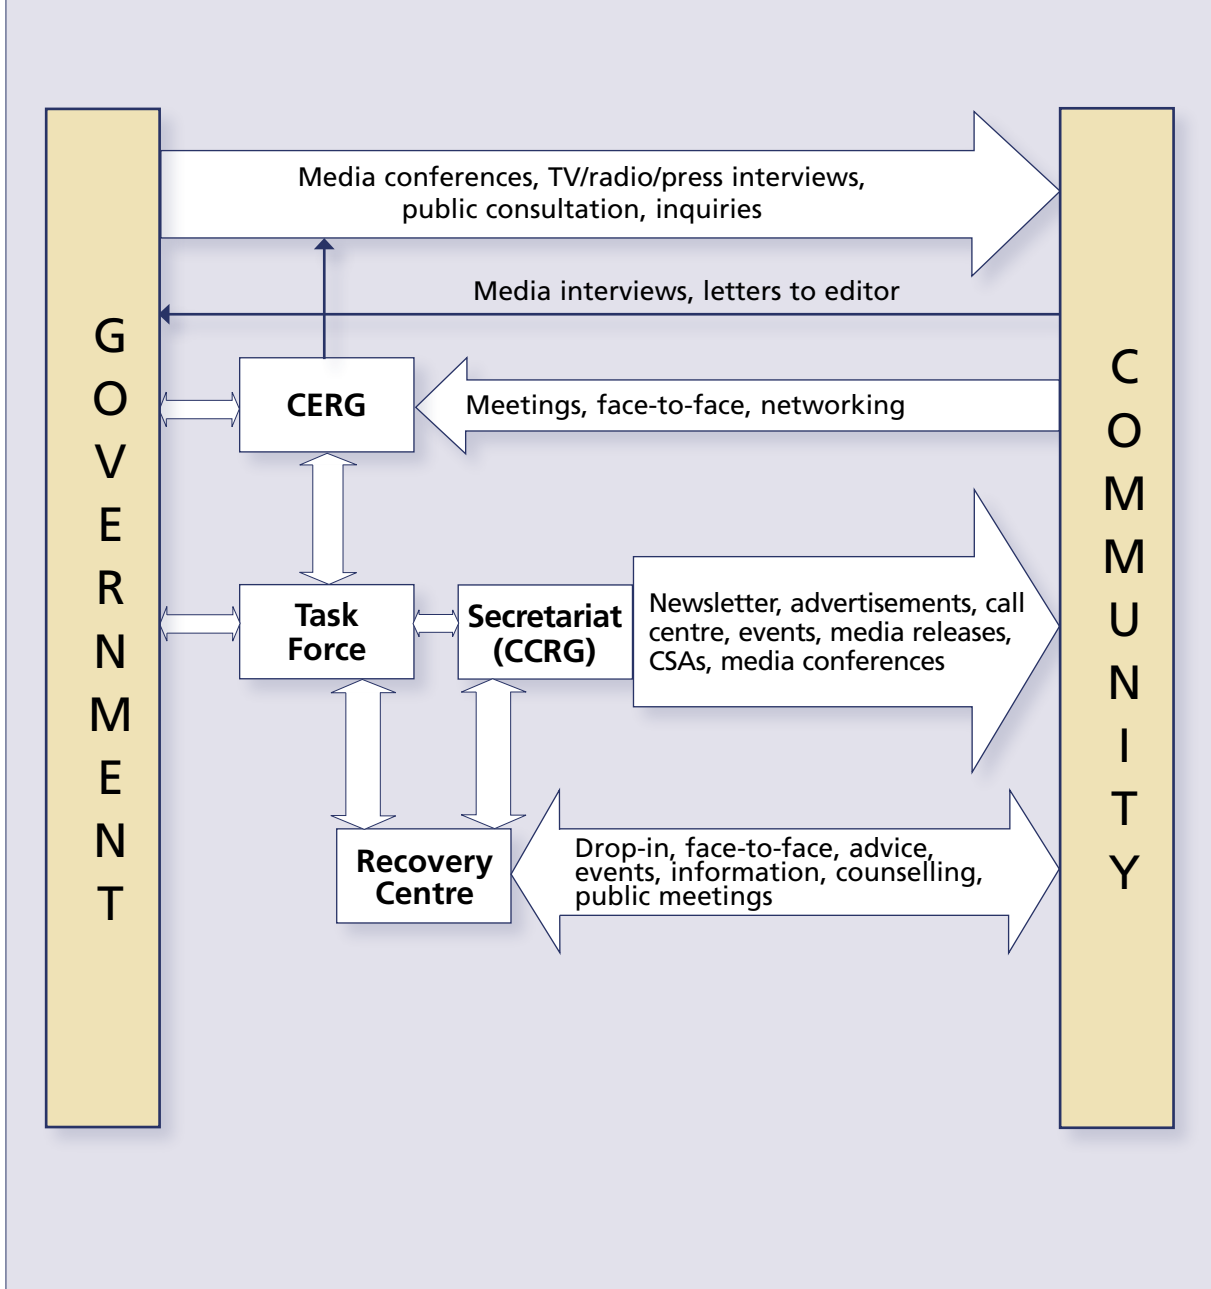 GOVERNMENT
Media conferences, TV/radio/press interviews,
public consultation, inquiries
Media interviews, letters to editor
CERG
Meetings, face-to-face, networking
Task
Force
Secretariat
(CCRG)
Newsletter, advertisements, call
centre, events, media releases,
CSAs, media conferences
Recovery
Centre
Drop-in, face-to-face, advice,
events, information, counselling,
public meetings
COMMUNITY